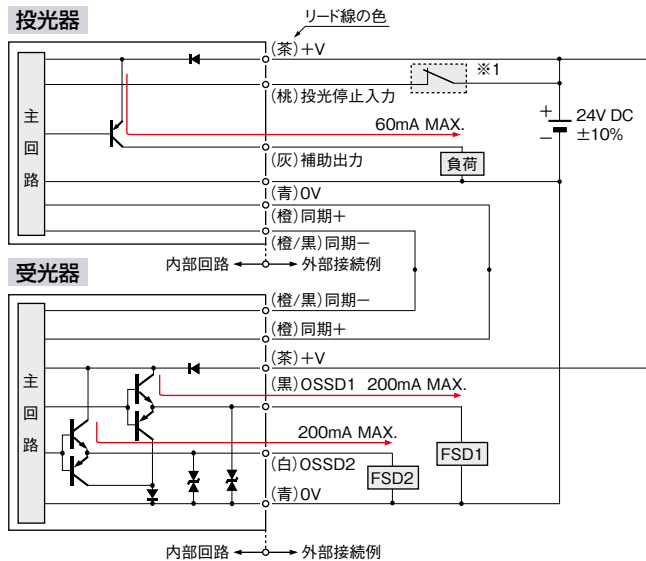 投光器
リード線の色
(茶)+V
※1
(桃)投光停止入力
60mA MAX.
+
−
24V DC
±10%
主回路
(灰)補助出力
負荷
(青)0V
(橙)同期+
(橙/黒)同期−
内部回路
外部接続例
受光器
(橙/黒)同期−
(橙)同期+
(茶)+V
(黒)OSSD1 200mA MAX.
主回路
200mA MAX.
(白)OSSD2
FSD1
FSD2
(青)0V
内部回路
外部接続例